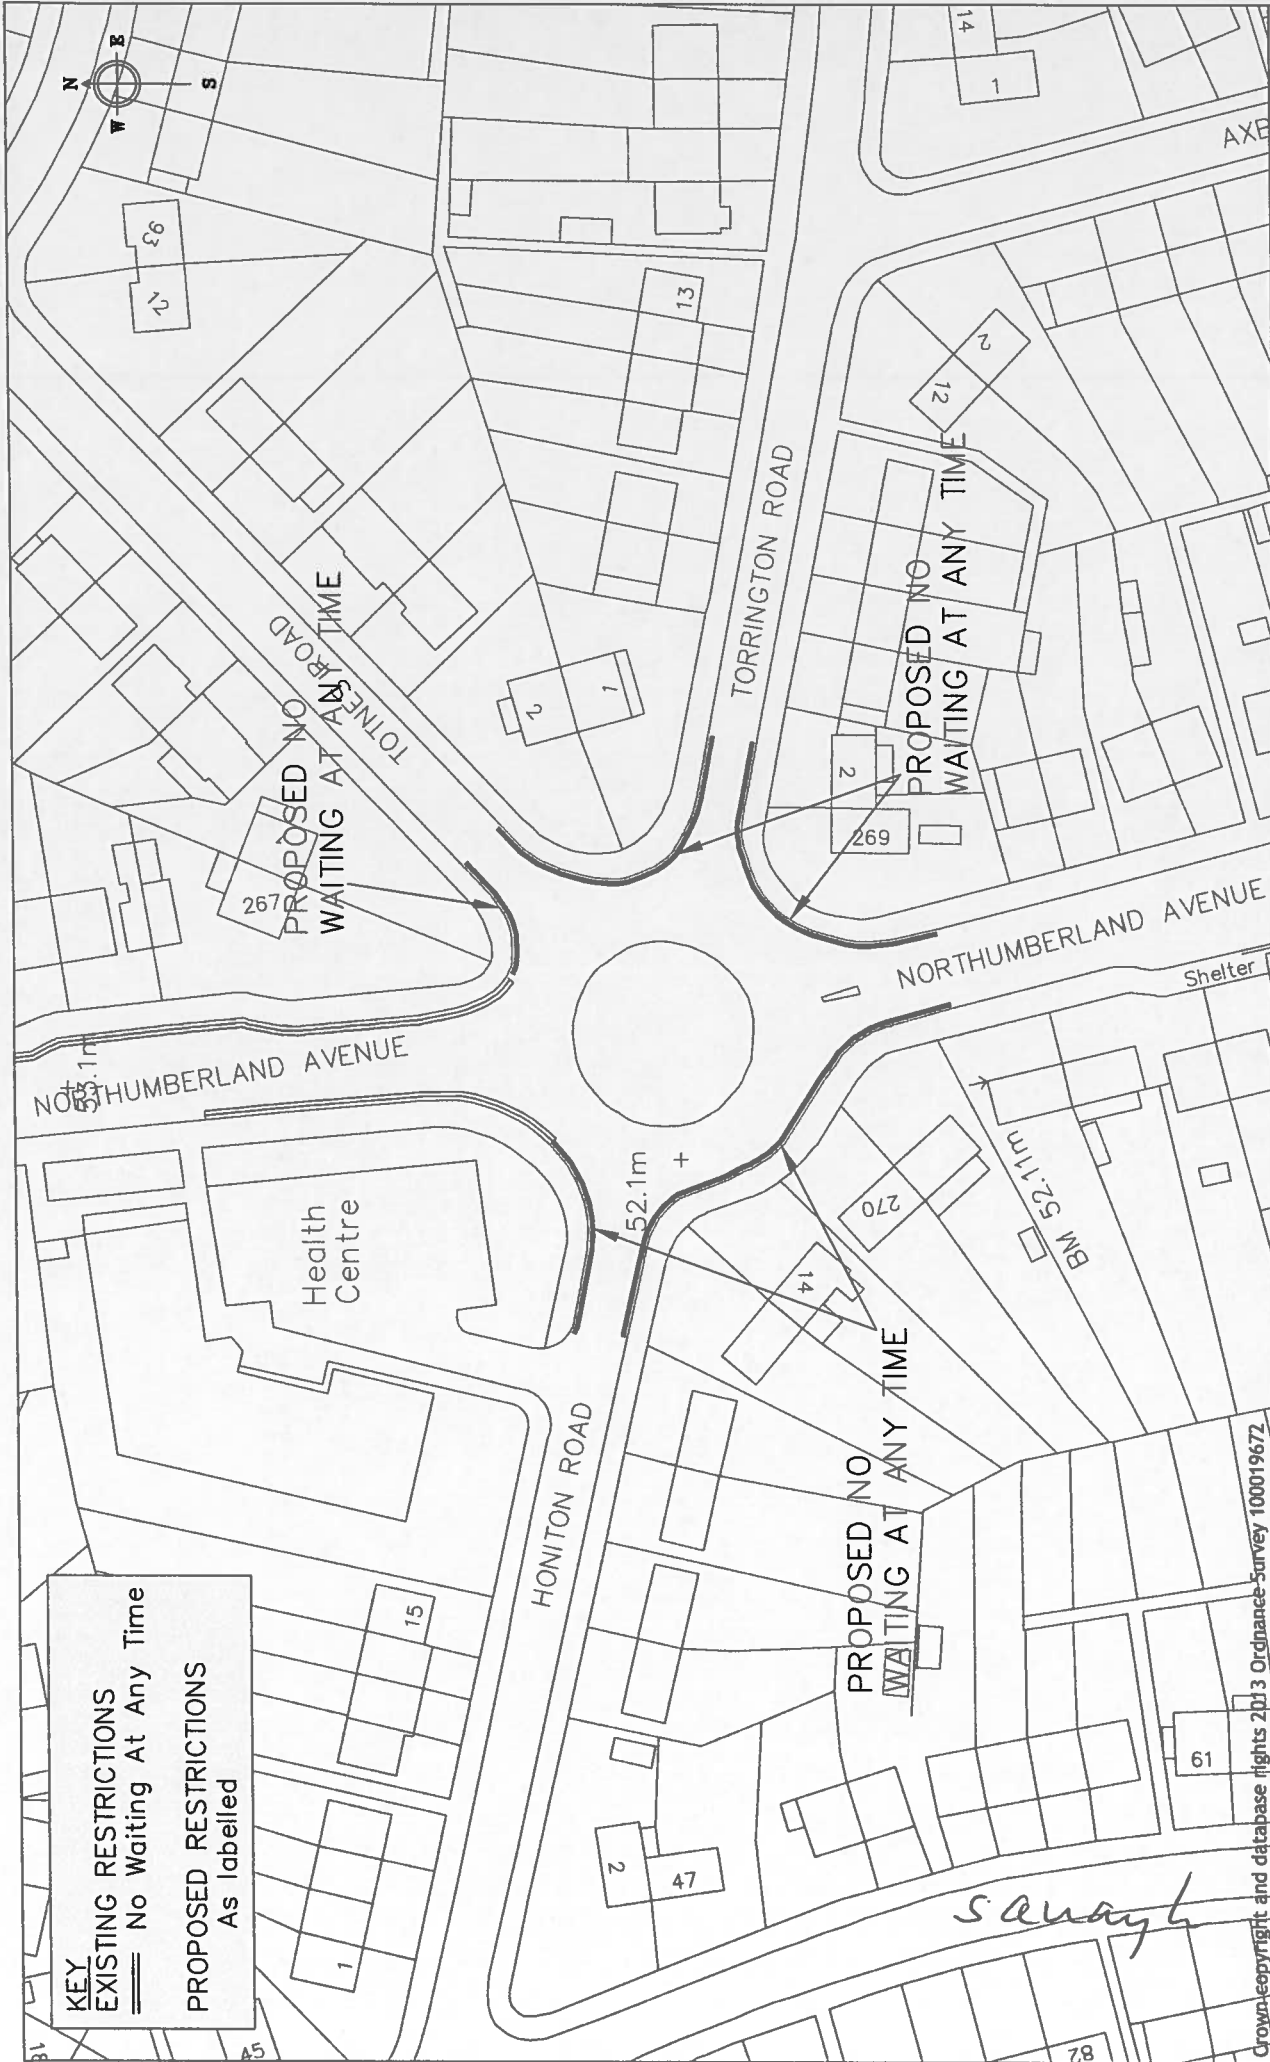 KEY
EXISTING RESTRICTIONS
No Waiting At Any Time
PROPOSED RESTRICTIONS
As labelled
N
E
S
W
93
12
13
14
1
AXB
2
12
TOTNES ROAD
PROPOSED NO
WAITING AT ANY TIME
267
2
1
TORRINGTON ROAD
PROPOSED NO
WAITING AT ANY TIME
2
269
NORTHUMBERLAND AVENUE
53.1m
NORTHUMBERLAND AVENUE
Shelter
Health
Centre
52.1m
270
14
BM 52.11m
PROPOSED NO
WAITING AT ANY TIME
HONITON ROAD
15
1
45
18
2
47
61
78
Crown copyright and database rights 2013 Ordnance Survey 100019672